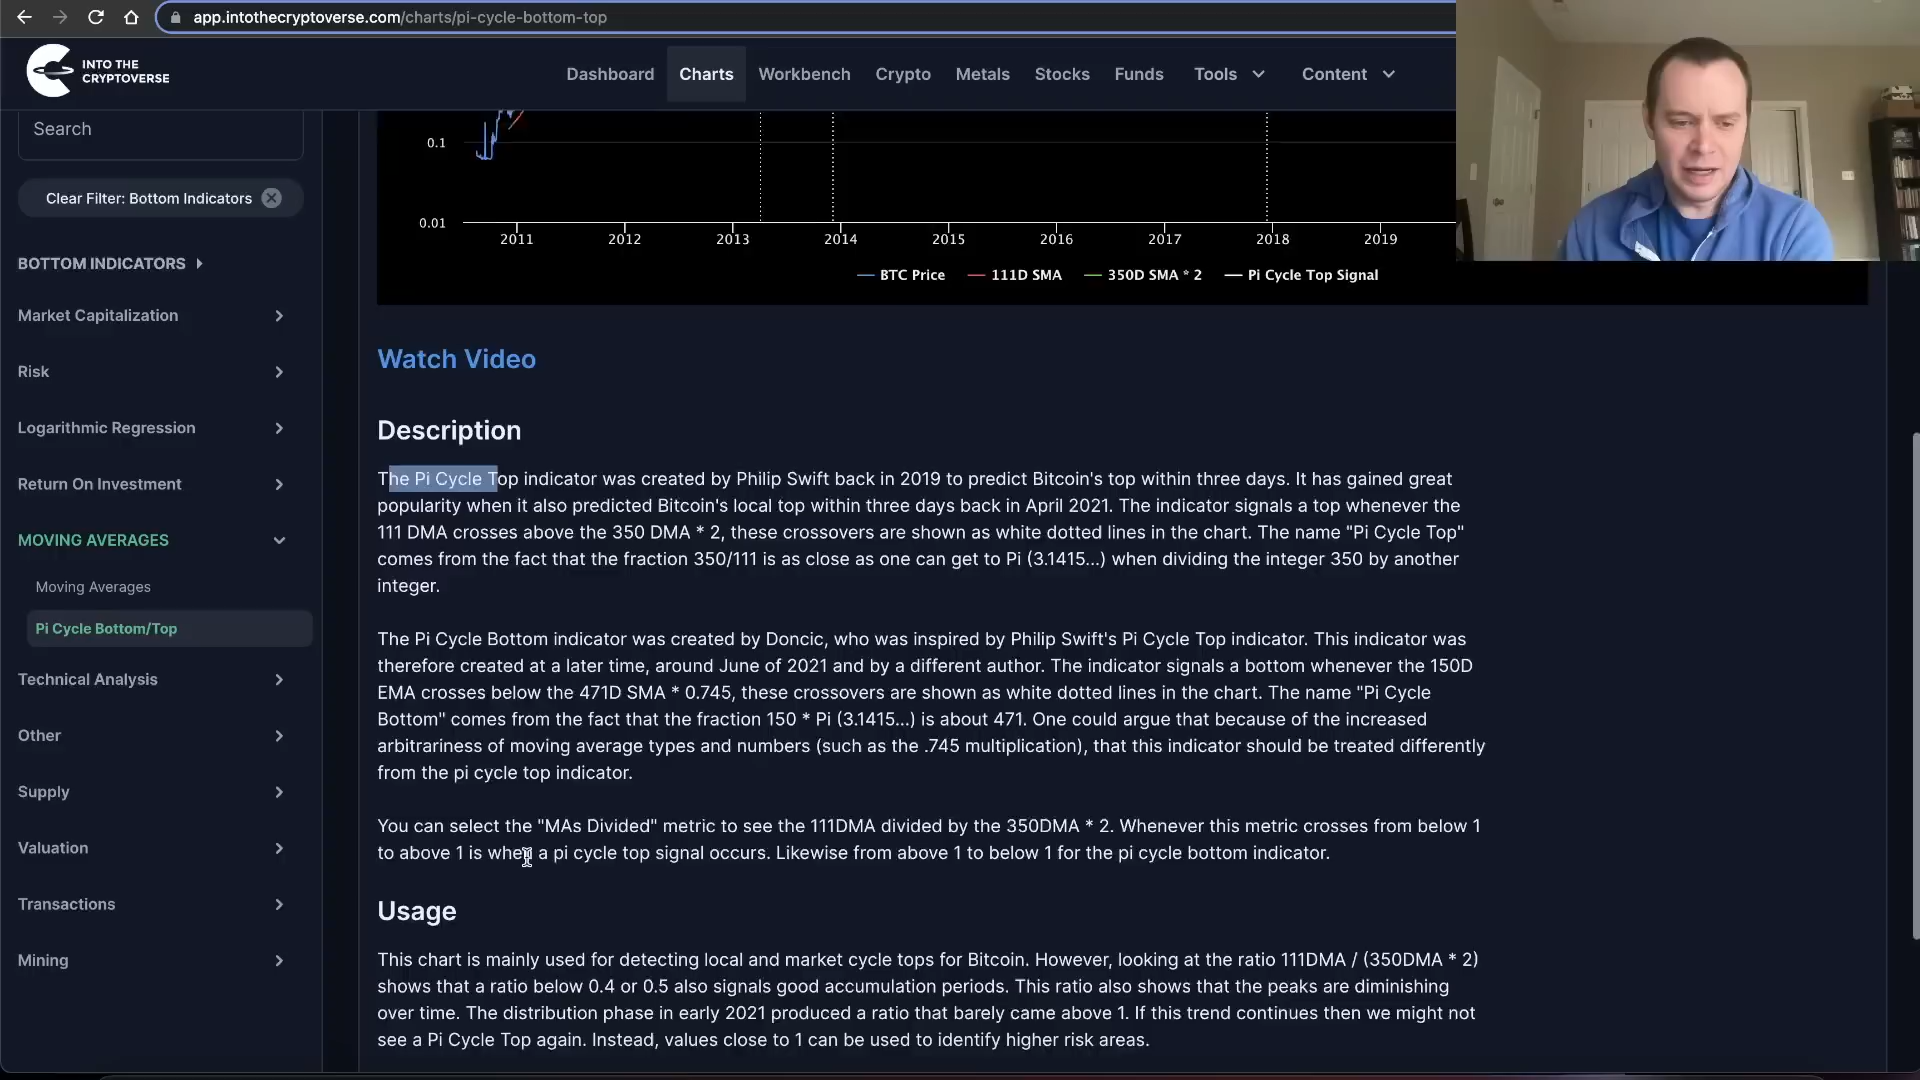 app.intothecryptoverse.com/charts/pi-cycle-bottom-top
INTO THE
CRYPTOVERSE
Dashboard
Charts
Workbench
Crypto
Metals
Stocks
Funds
Tools
Content
Search
Clear Filter: Bottom Indicators
BOTTOM INDICATORS
Market Capitalization
Risk
Logarithmic Regression
Return On Investment
MOVING AVERAGES
Moving Averages
Pi Cycle Bottom/Top
Technical Analysis
Other
Supply
Valuation
Transactions
Mining
0.1
0.01
2011 2012 2013 2014 2015 2016 2017 2018 2019
BTC Price 111D SMA 350D SMA * 2 Pi Cycle Top Signal
Watch Video
Description
The Pi Cycle Top indicator was created by Philip Swift back in 2019 to predict Bitcoin's top within three days. It has gained great
popularity when it also predicted Bitcoin's local top within three days back in April 2021. The indicator signals a top whenever the
111 DMA crosses above the 350 DMA * 2, these crossovers are shown as white dotted lines in the chart. The name "Pi Cycle Top"
comes from the fact that the fraction 350/111 is as close as one can get to Pi (3.1415...) when dividing the integer 350 by another
integer.
The Pi Cycle Bottom indicator was created by Doncic, who was inspired by Philip Swift's Pi Cycle Top indicator. This indicator was
therefore created at a later time, around June of 2021 and by a different author. The indicator signals a bottom whenever the 150D
EMA crosses below the 471D SMA * 0.745, these crossovers are shown as white dotted lines in the chart. The name "Pi Cycle
Bottom" comes from the fact that the fraction 150 * Pi (3.1415...) is about 471. One could argue that because of the increased
arbitrariness of moving average types and numbers (such as the .745 multiplication), that this indicator should be treated differently
from the pi cycle top indicator.
You can select the "MAs Divided" metric to see the 111DMA divided by the 350DMA * 2. Whenever this metric crosses from below 1
to above 1 is when a pi cycle top signal occurs. Likewise from above 1 to below 1 for the pi cycle bottom indicator.
Usage
This chart is mainly used for detecting local and market cycle tops for Bitcoin. However, looking at the ratio 111DMA / (350DMA * 2)
shows that a ratio below 0.4 or 0.5 also signals good accumulation periods. This ratio also shows that the peaks are diminishing
over time. The distribution phase in early 2021 produced a ratio that barely came above 1. If this trend continues then we might not
see a Pi Cycle Top again. Instead, values close to 1 can be used to identify higher risk areas.